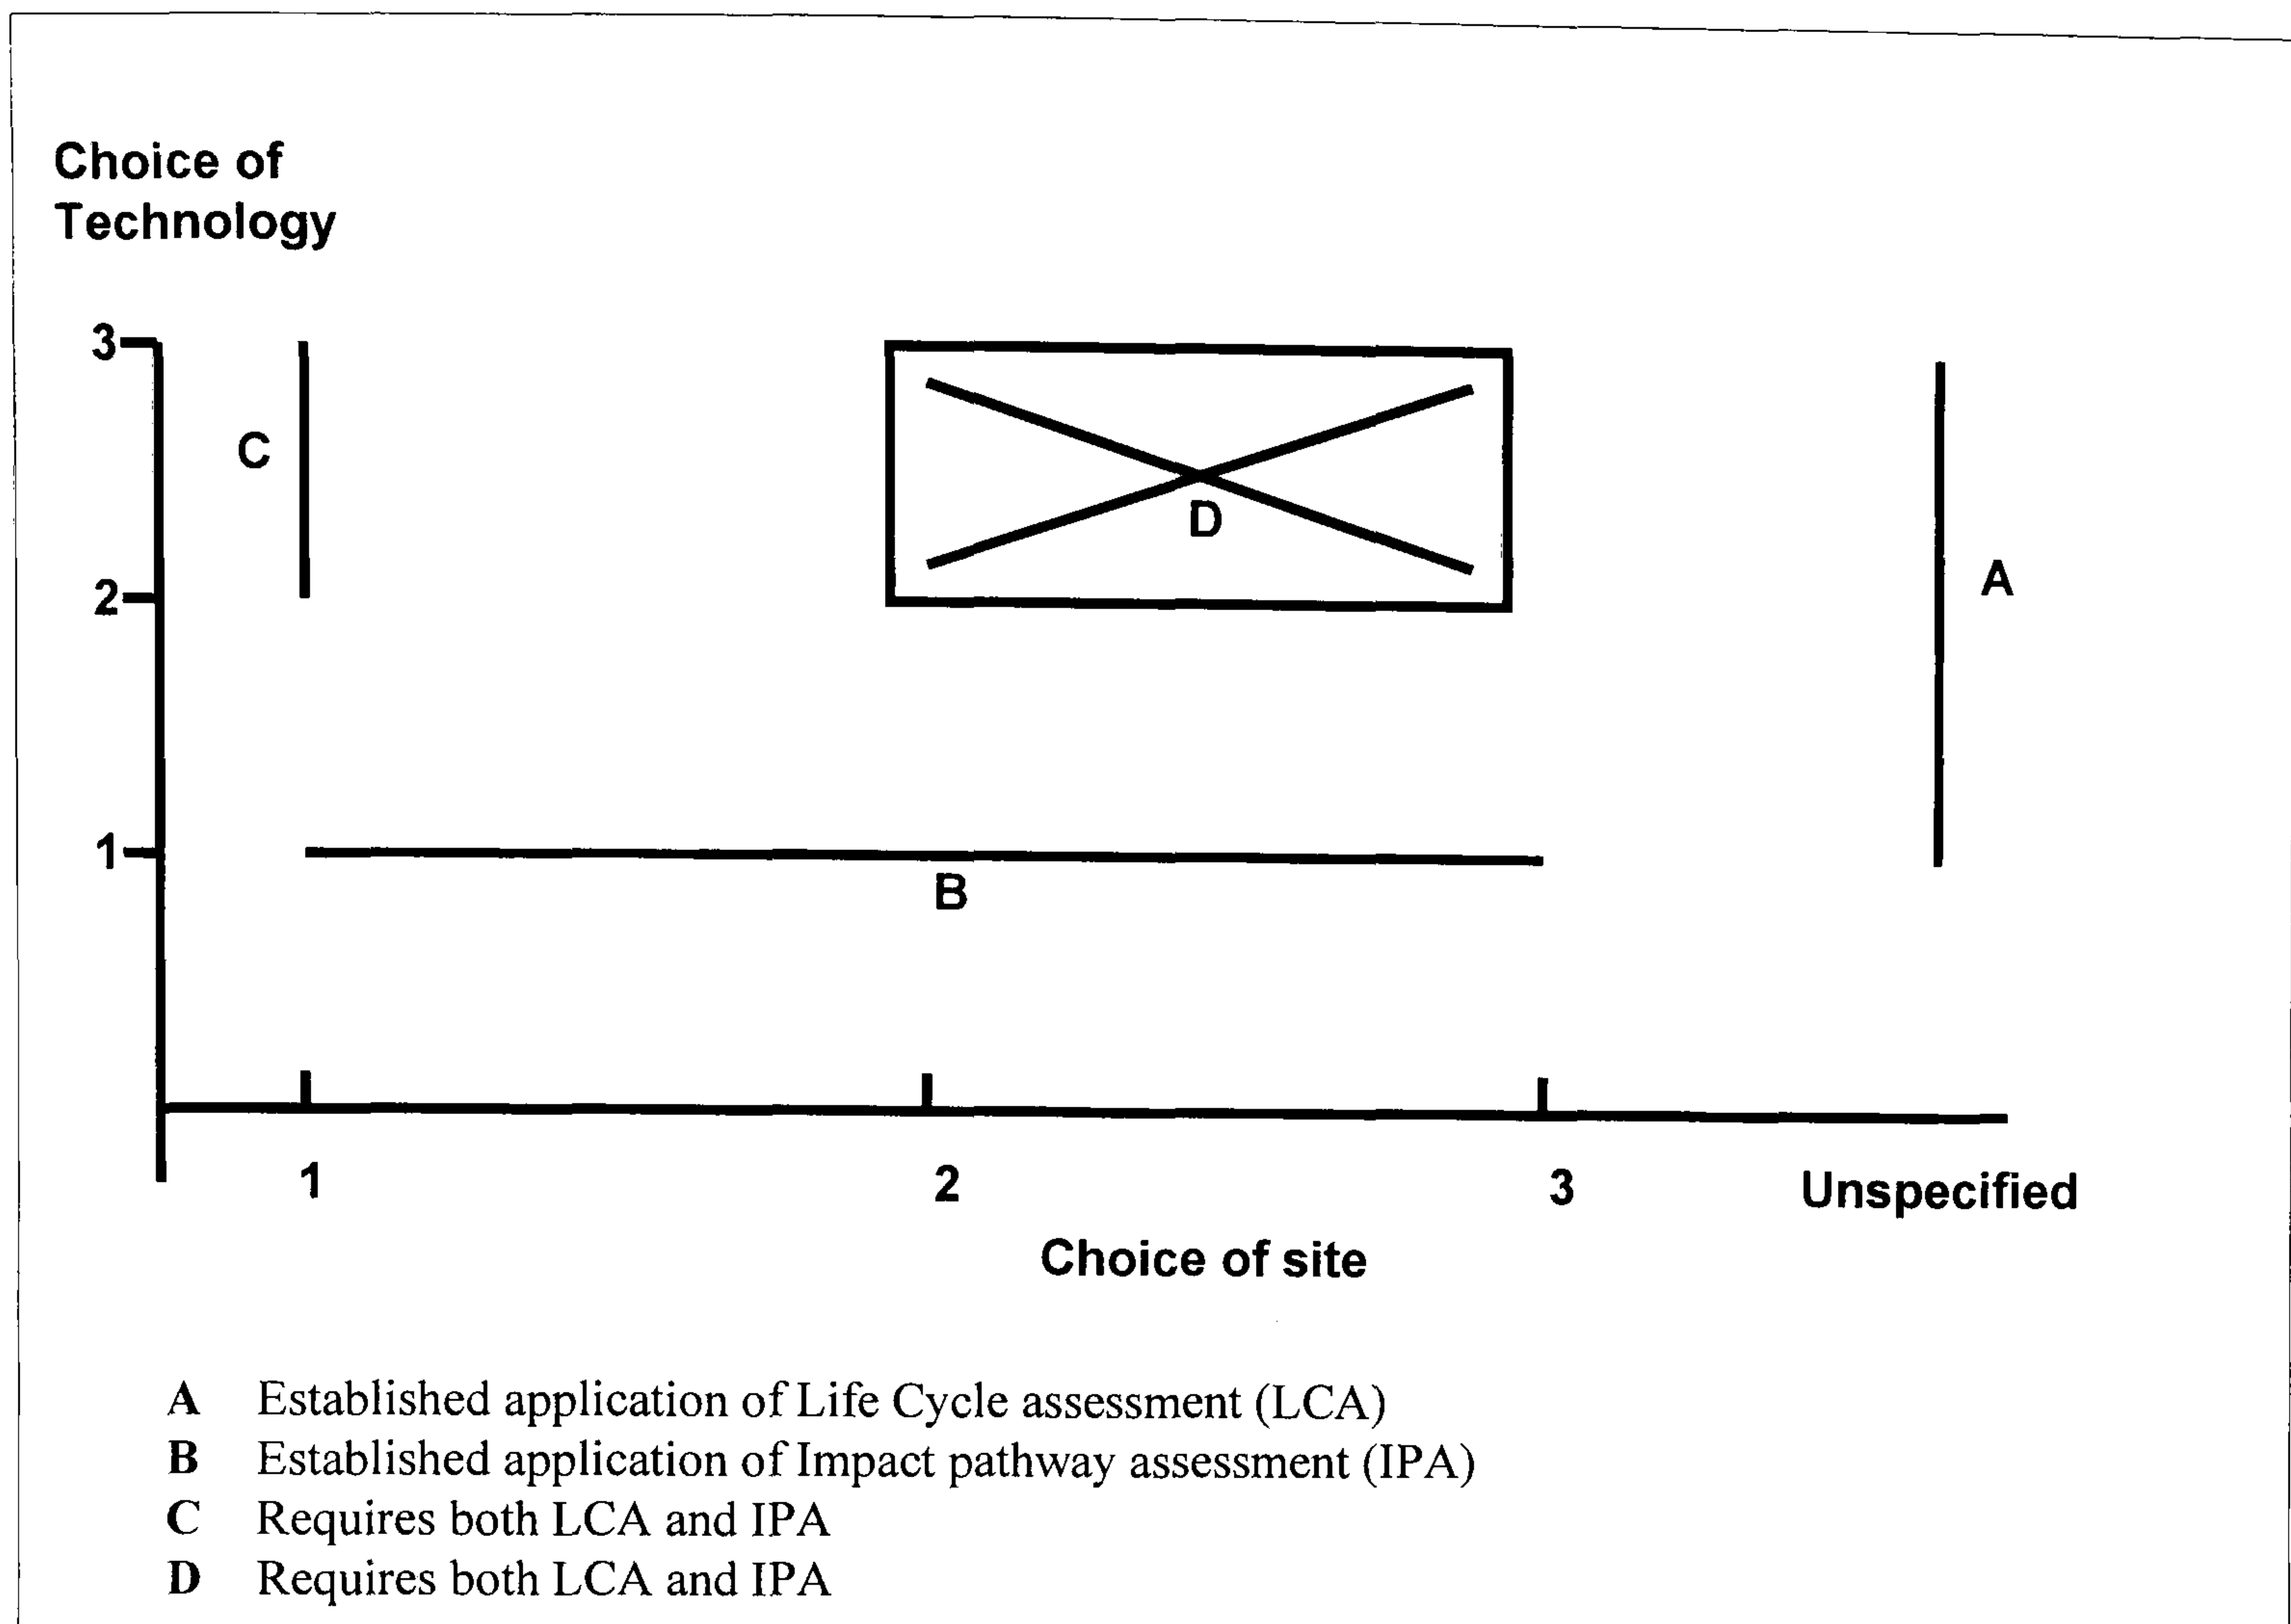 Choice of
Technology
3
C
D
2
A
1
B
1 2 3 Unspecified
Choice of site
A Established application of Life Cycle assessment (LCA)
B Established application of Impact pathway assessment (IPA)
C Requires both LCA and IPA
D Requires both LCA and IPA